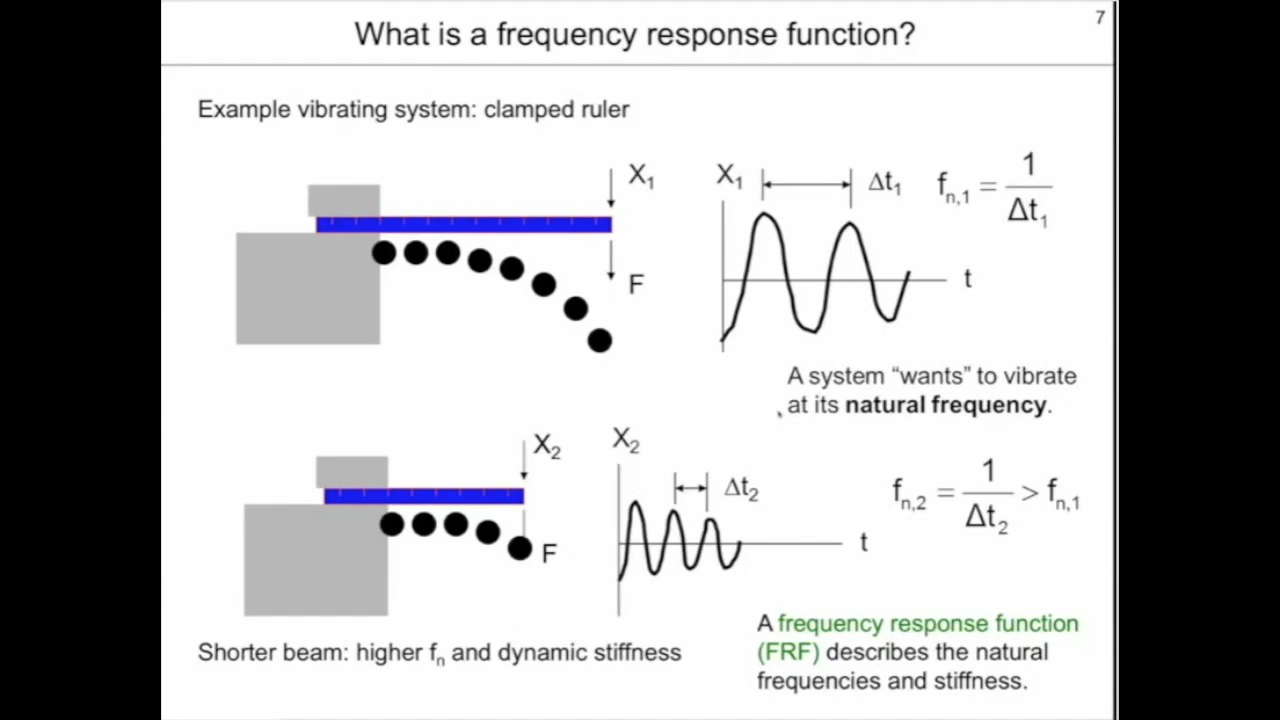 7
What is a frequency response function?
Example vibrating system: clamped ruler
X₁
F
X₁
Δt₁
fₙ,₁ = 1/Δt₁
t
A system “wants” to vibrate
at its natural frequency.
X₂
F
X₂
Δt₂
t
fₙ,₂ = 1/Δt₂ > fₙ,₁
Shorter beam: higher fₙ and dynamic stiffness
A frequency response function
(FRF) describes the natural
frequencies and stiffness.